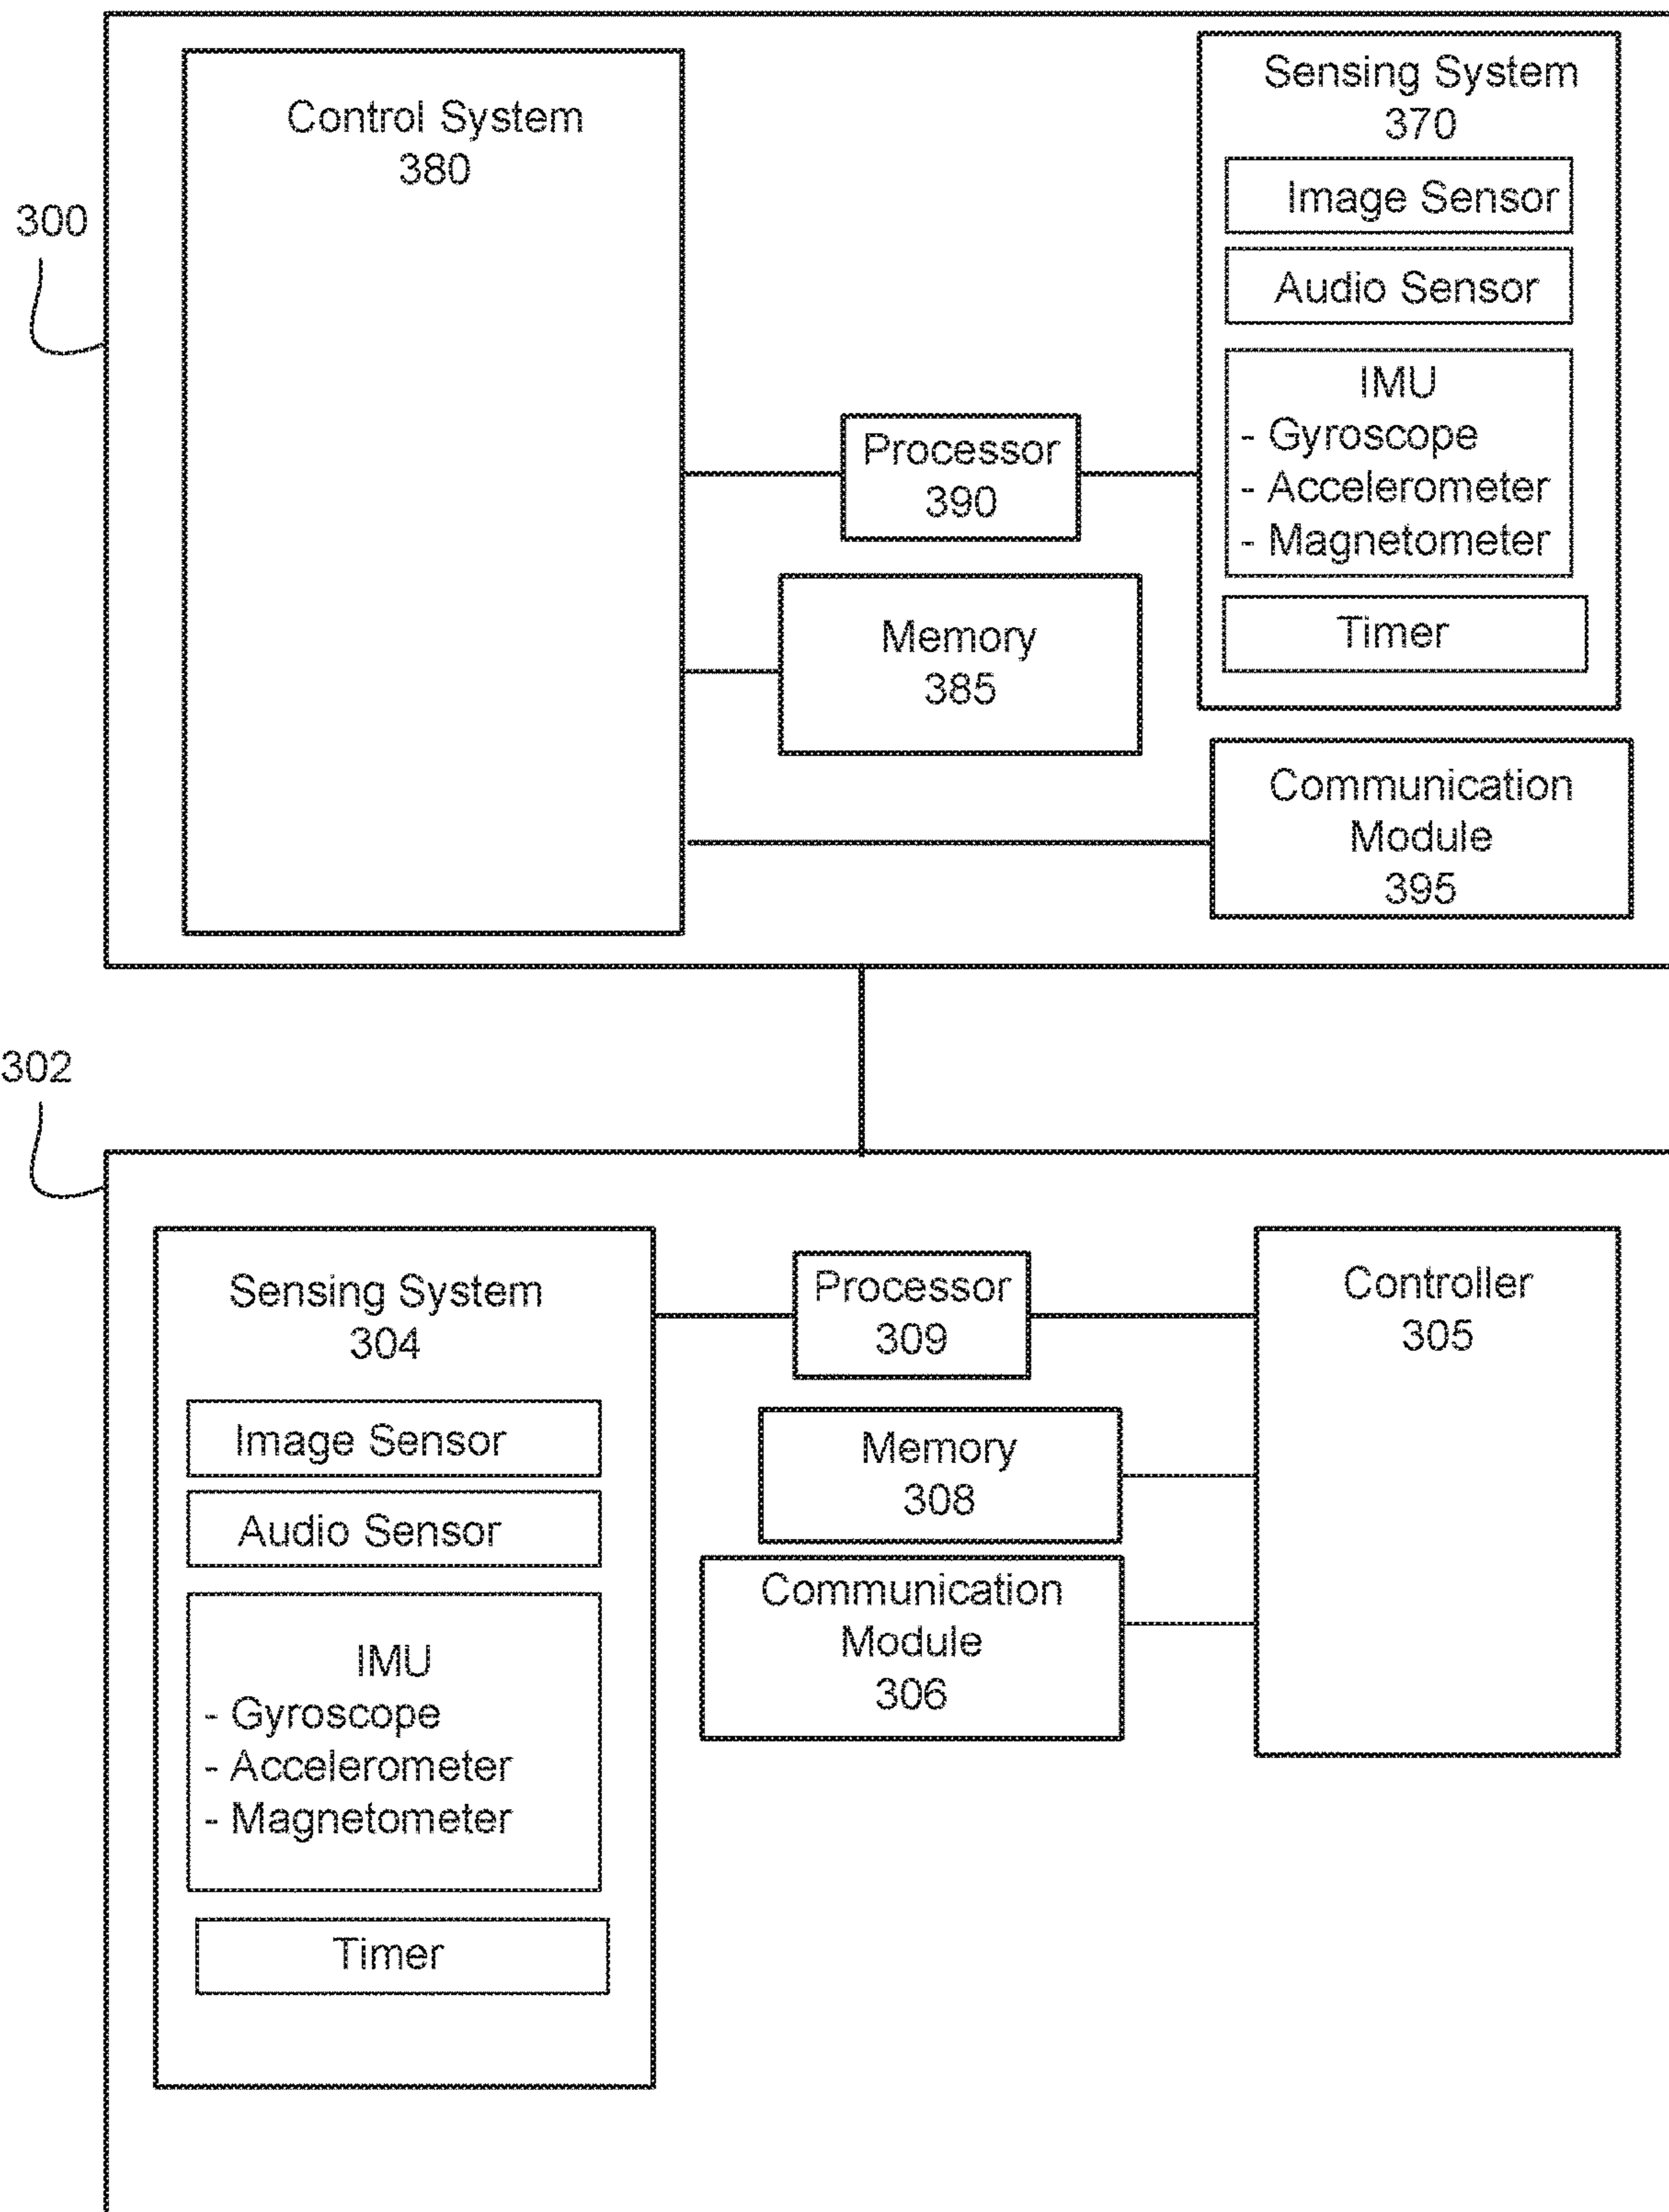 300
Control System
380
Processor
390
Memory
385
Sensing System
370
Image Sensor
Audio Sensor
IMU
- Gyroscope
- Accelerometer
- Magnetometer
Timer
Communication
Module
395
302
Sensing System
304
Image Sensor
Audio Sensor
IMU
- Gyroscope
- Accelerometer
- Magnetometer
Timer
Processor
309
Memory
308
Communication
Module
306
Controller
305